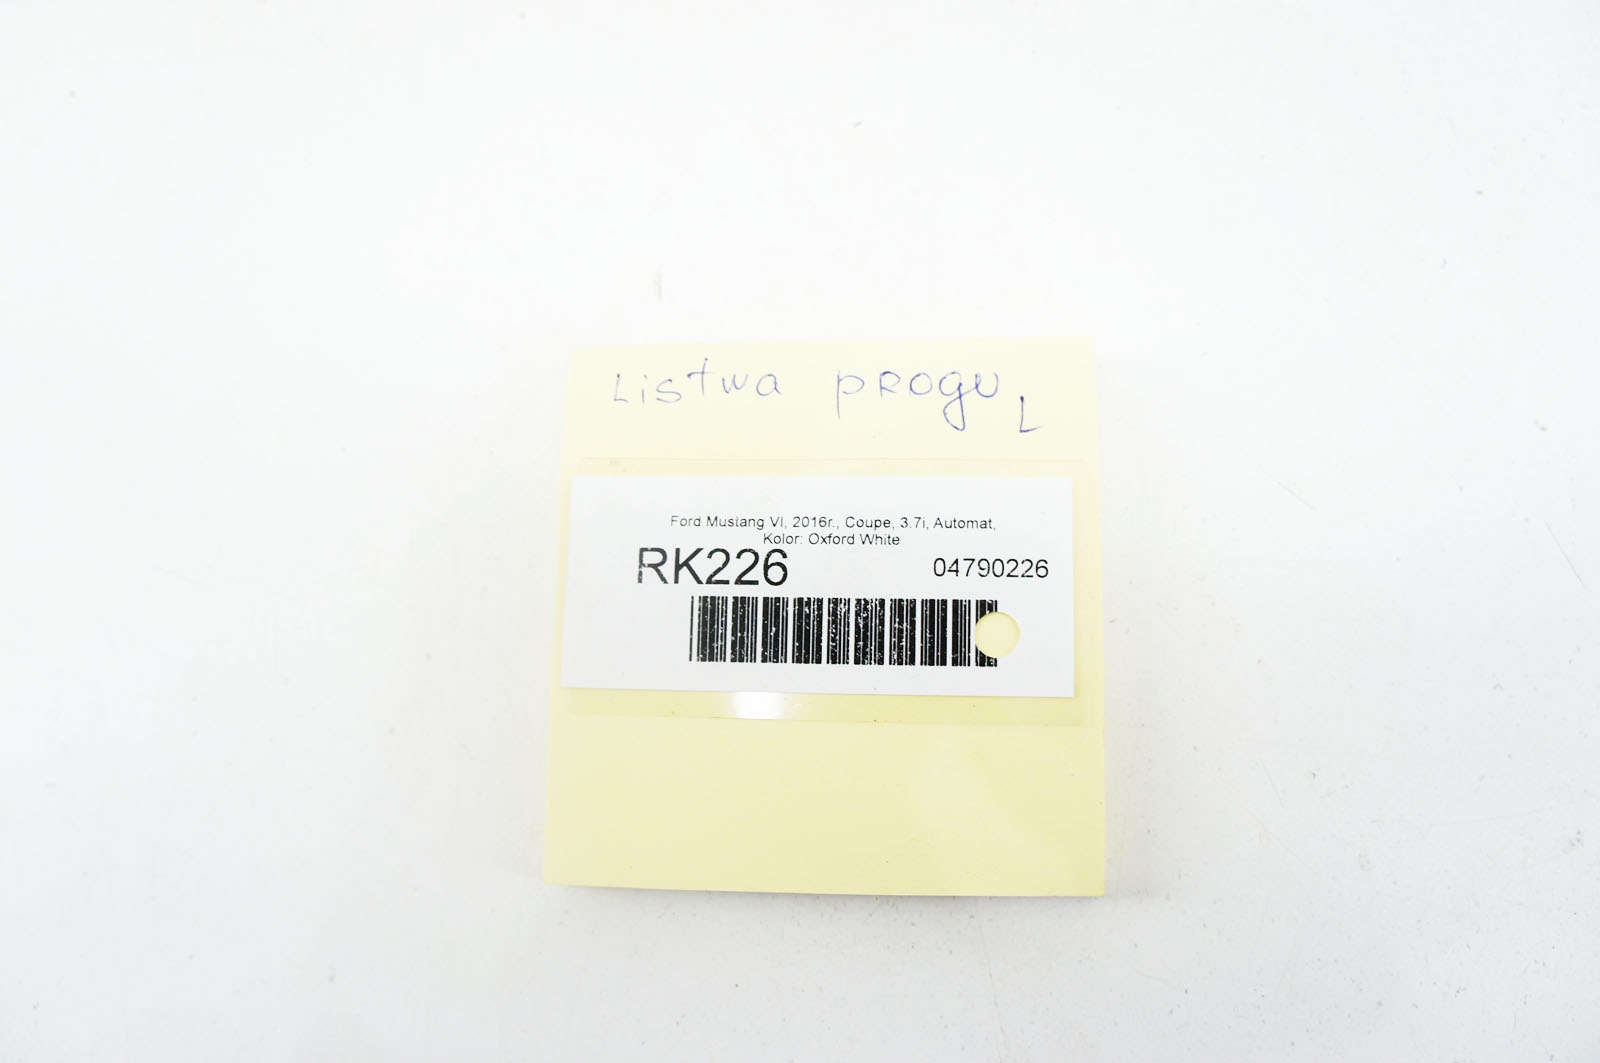 Listwa progu L
Ford Mustang VI, 2016r., Coupe, 3.7i, Automat,
Kolor: Oxford White
RK226 04790226